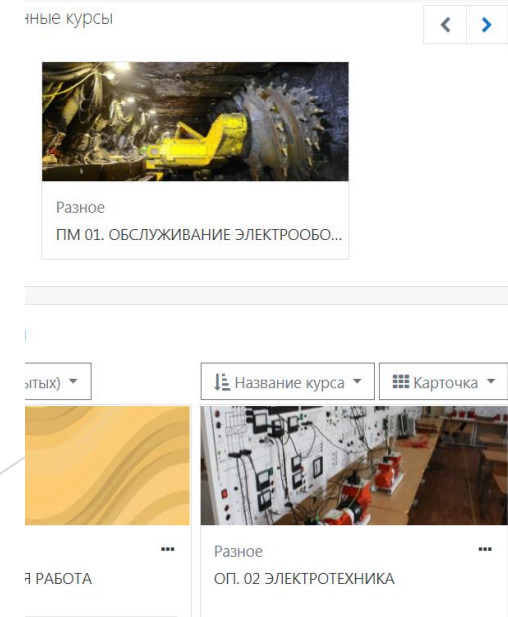 нные курсы
Разное
ПМ 01. ОБСЛУЖИВАНИЕ ЭЛЕКТРООБО...
ытых)
Название курса
Карточка
Разное
Я РАБОТА
ОП. 02 ЭЛЕКТРОТЕХНИКА